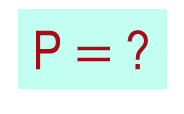 P = ?